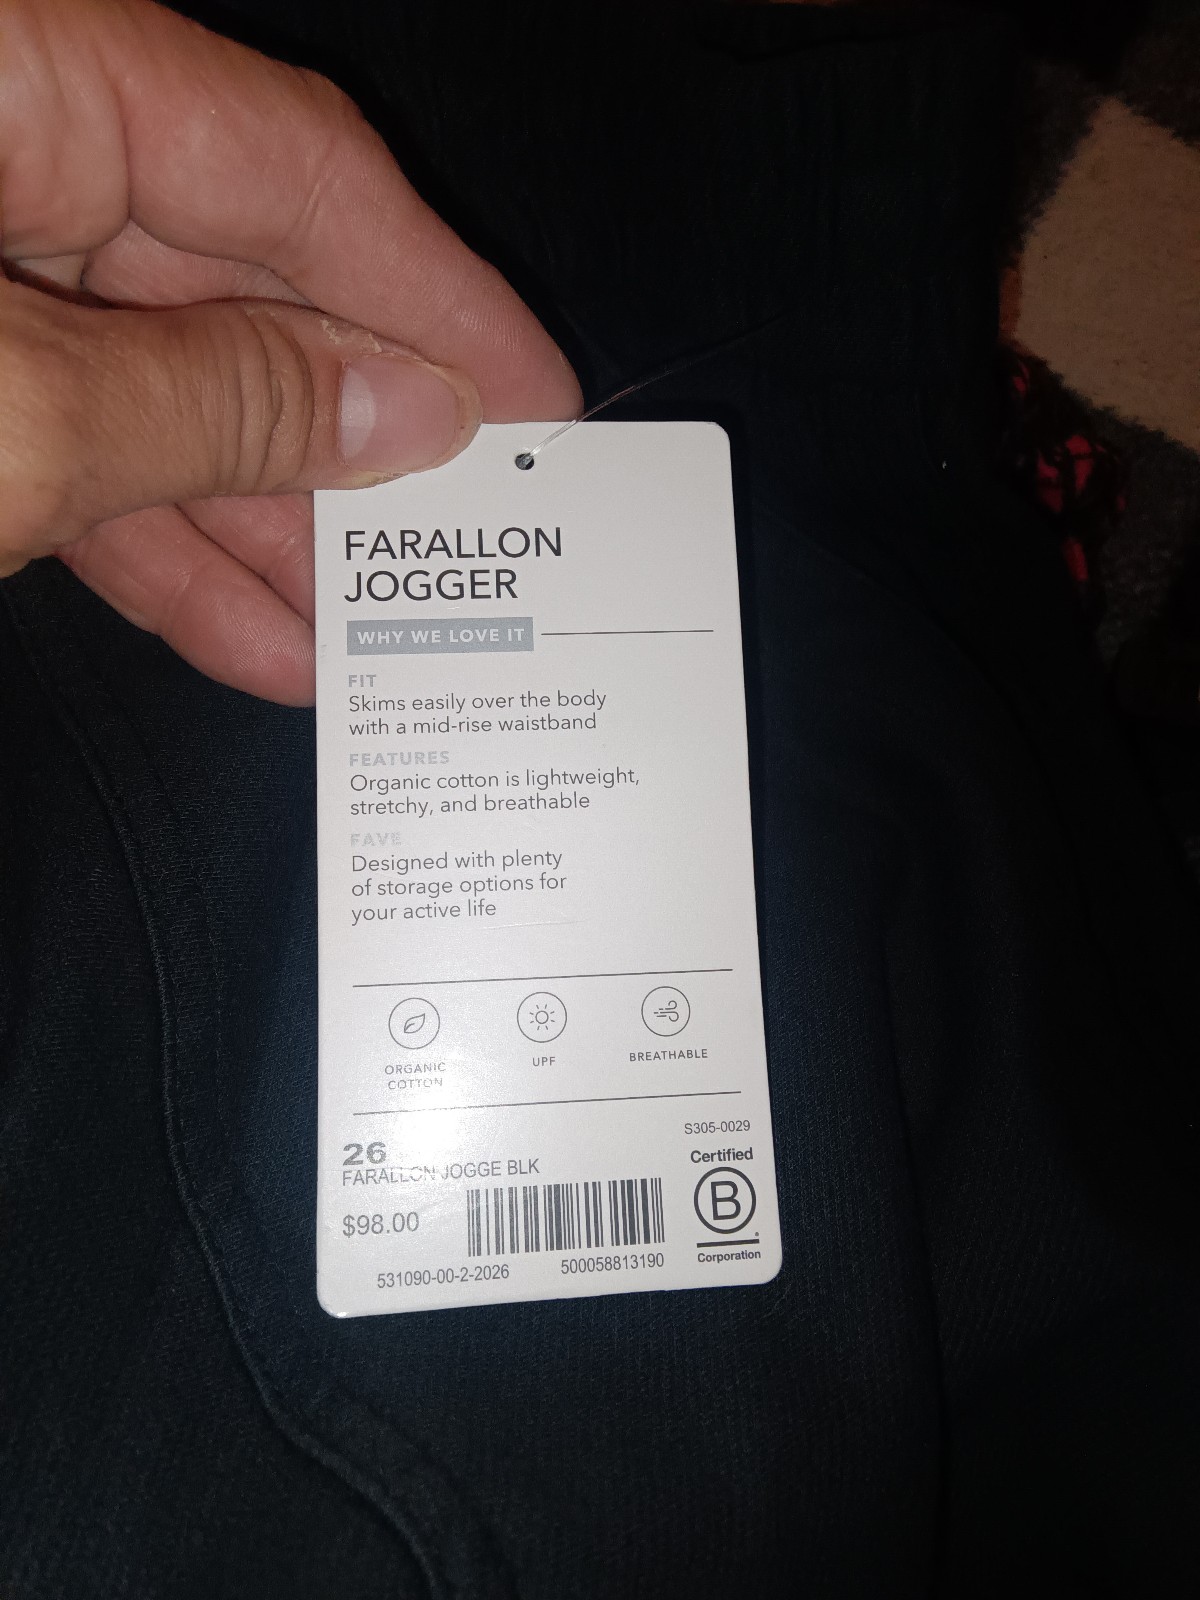 FARALLON
JOGGER
WHY WE LOVE IT
FIT
Skims easily over the body
with a mid-rise waistband
FEATURES
Organic cotton is lightweight,
stretchy, and breathable
FAVE
Designed with plenty
of storage options for
your active life
ORGANIC
COTTON
UPF
BREATHABLE
S305-0029
26
FARALLON JOGGE BLK
$98.00
531090-00-2-2026
500058813190
Certified
B
Corporation